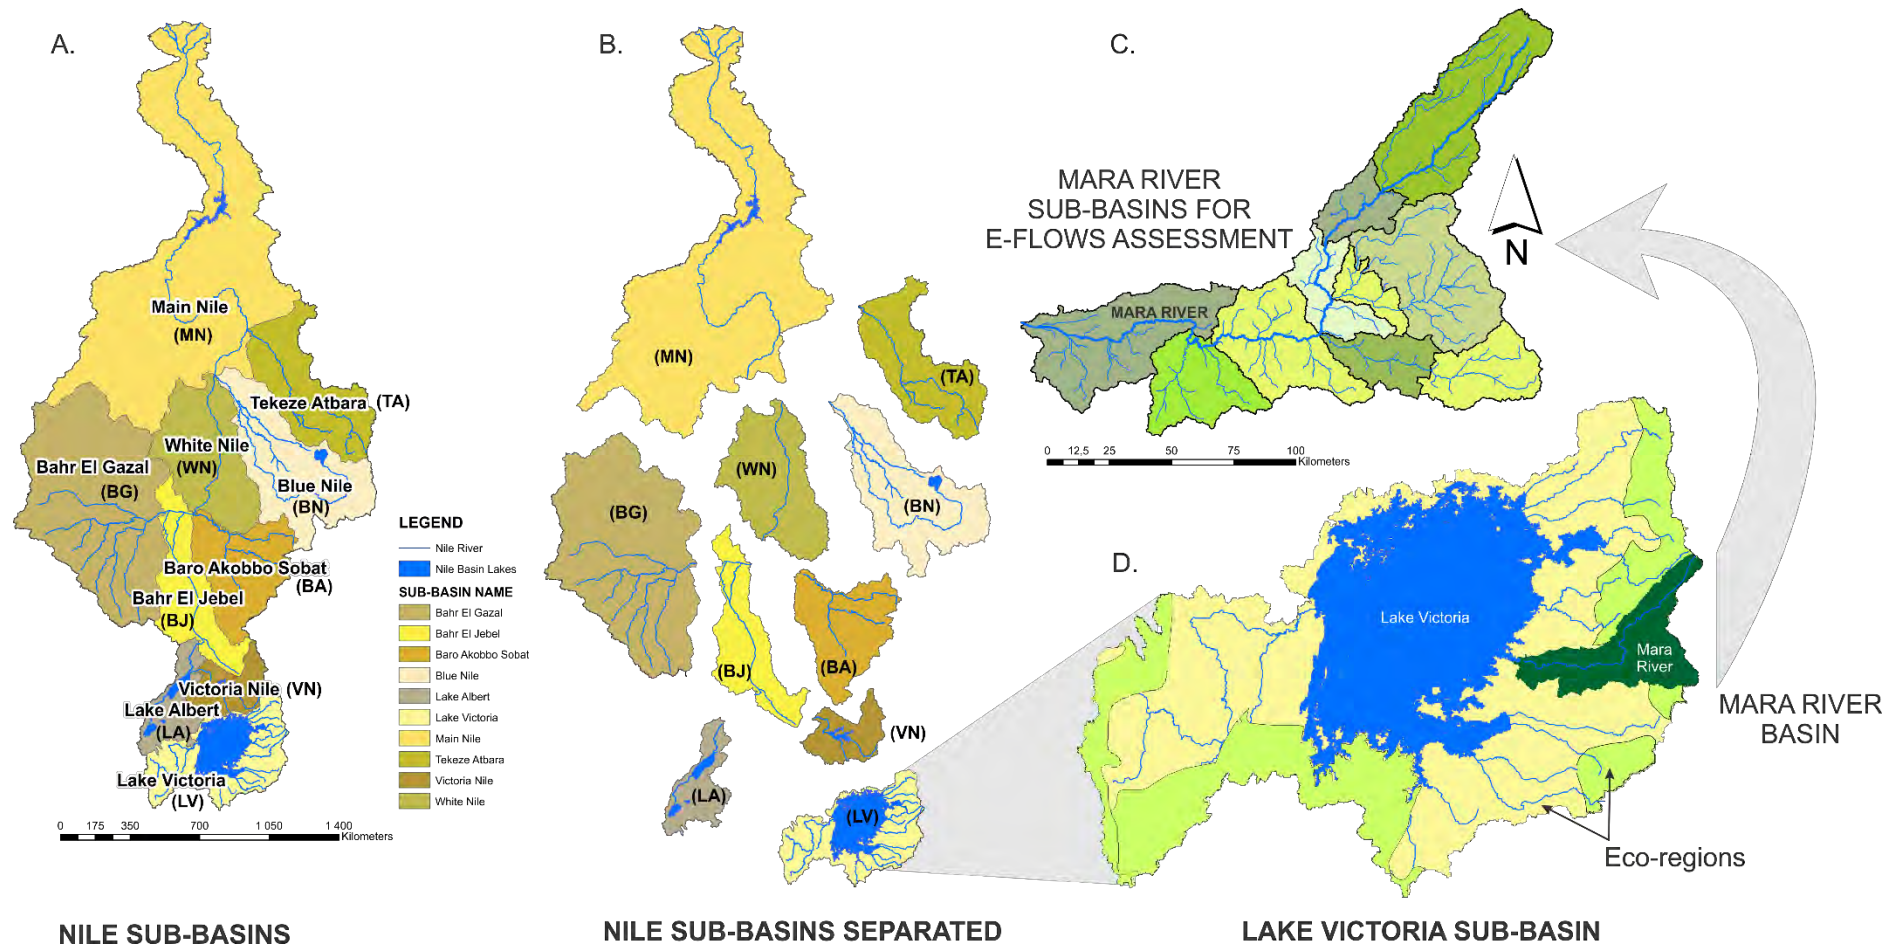 A.
Main Nile
(MN)
Tekeze Atbara (TA)
White Nile
(WN)
Bahr El Gazal
(BG)
Blue Nile
(BN)
Baro Akobbo Sobat
(BA)
Bahr El Jebel
(BJ)
Victoria Nile (VN)
Lake Albert
(LA)
Lake Victoria
(LV)
0 175 350 700 1 050 1 400
Kilometers
NILE SUB-BASINS
LEGEND
Nile River
Nile Basin Lakes
SUB-BASIN NAME
Bahr El Gazal
Bahr El Jebel
Baro Akobbo Sobat
Blue Nile
Lake Albert
Lake Victoria
Main Nile
Tekeze Atbara
Victoria Nile
White Nile
B.
(MN)
(TA)
(WN)
(BG)
(BN)
(BJ)
(BA)
(VN)
(LA)
(LV)
NILE SUB-BASINS SEPARATED
C.
MARA RIVER
SUB-BASINS FOR
E-FLOWS ASSESSMENT
N
MARA RIVER
0 12,5 25 50 75 100
Kilometers
D.
Lake Victoria
Mara
River
MARA RIVER
BASIN
Eco-regions
LAKE VICTORIA SUB-BASIN